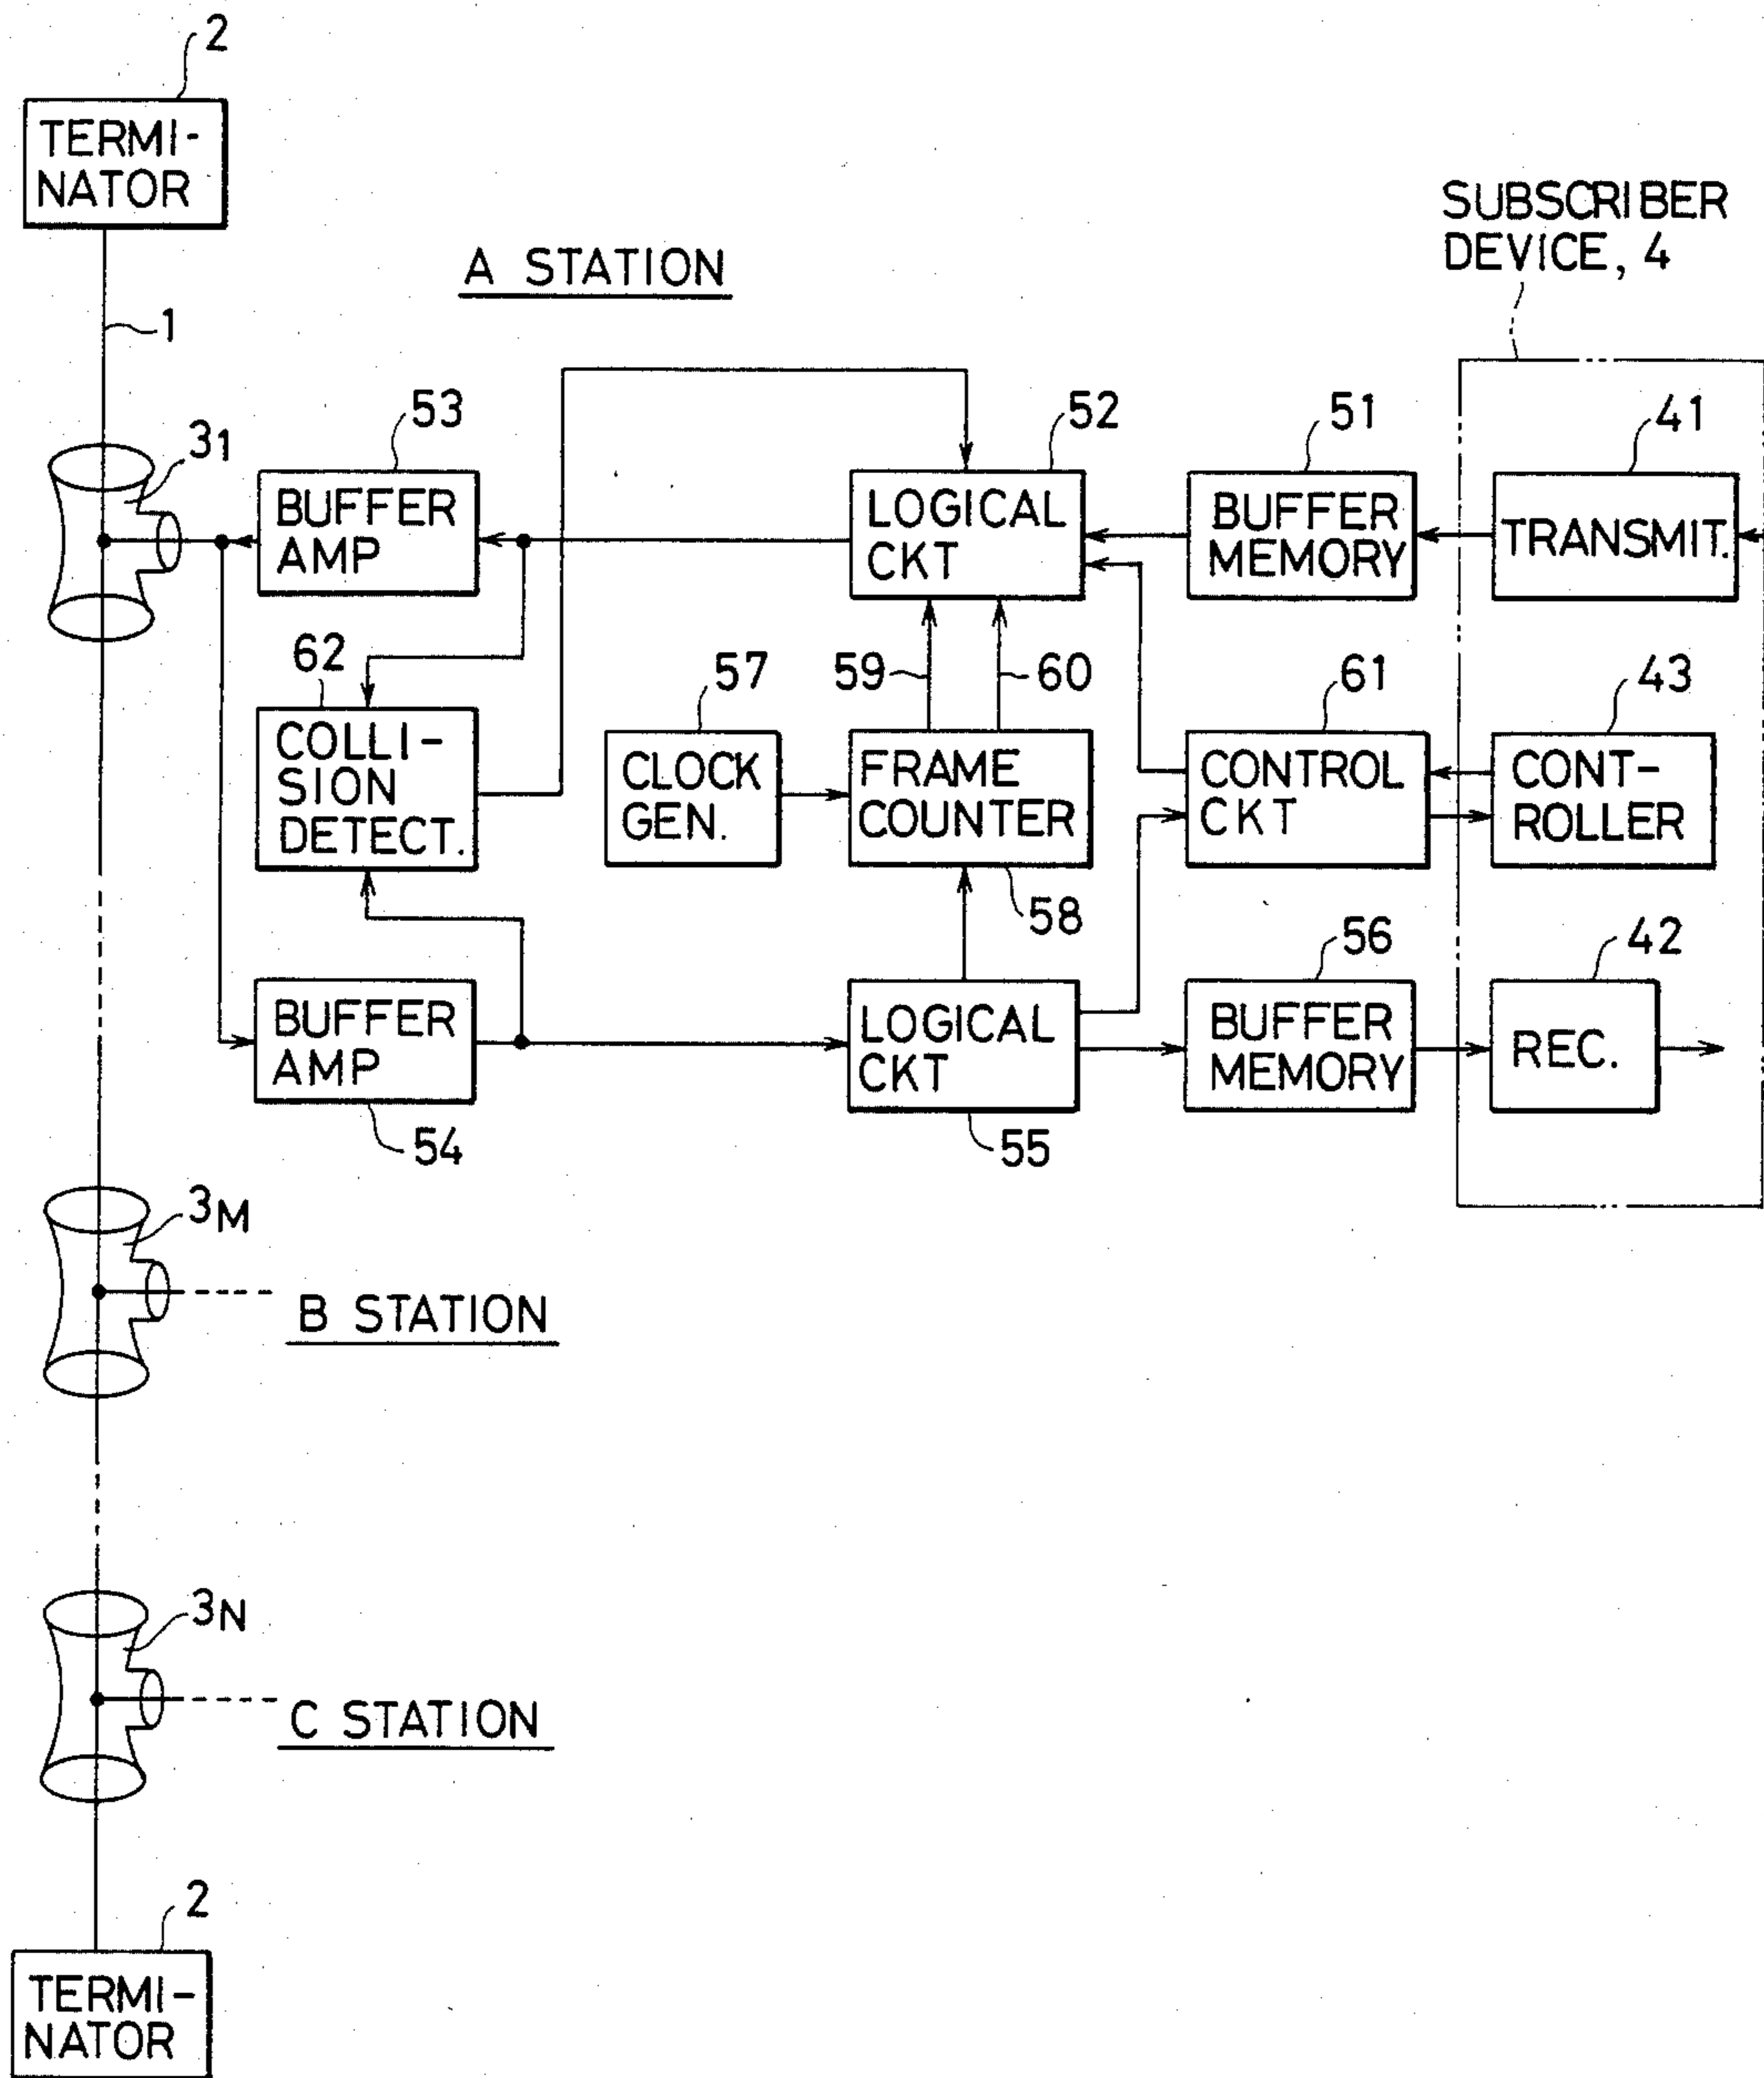 2
TERMI-
NATOR
SUBSCRIBER
DEVICE, 4
A STATION
1
53
52
51
41
31
BUFFER
AMP
LOGICAL
CKT
BUFFER
MEMORY
TRANSMIT.
62
57
59
60
61
43
COLLI-
SION
DETECT.
CLOCK
GEN.
FRAME
COUNTER
CONTROL
CKT
CONT-
ROLLER
58
56
42
BUFFER
AMP
LOGICAL
CKT
BUFFER
MEMORY
REC.
54
55
3M
B STATION
3N
C STATION
2
TERMI-
NATOR